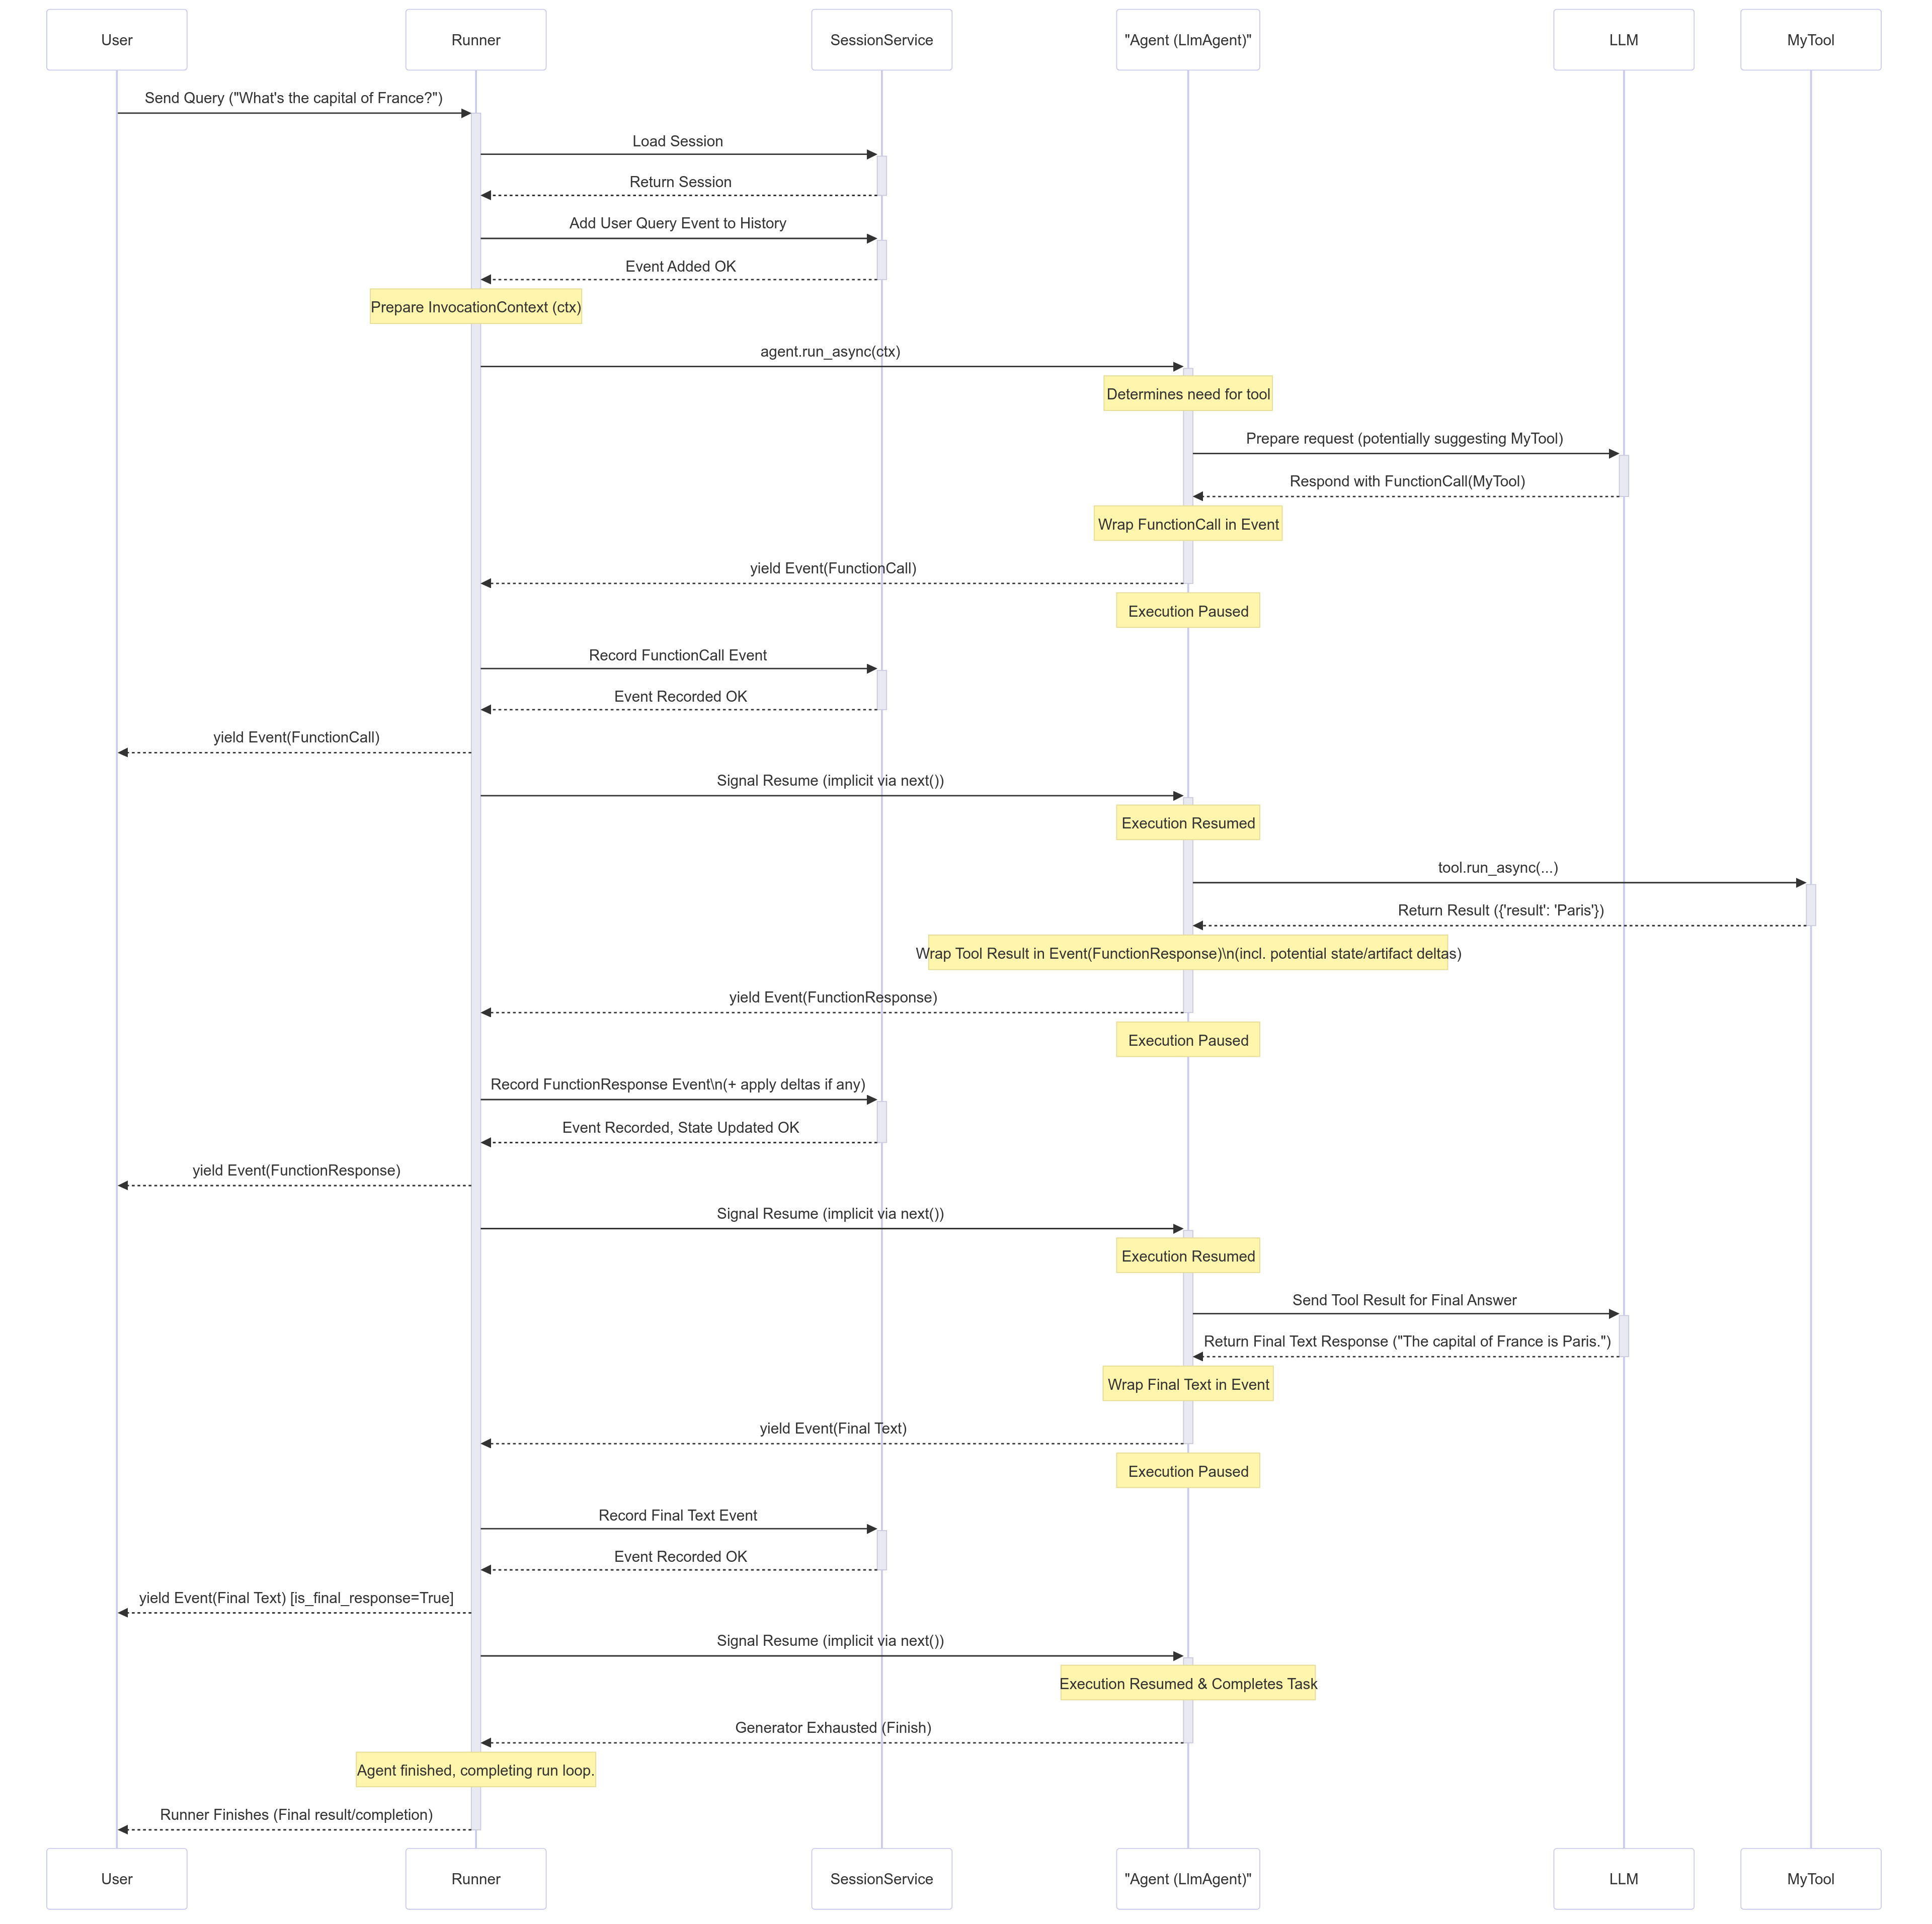 User
Runner
SessionService
"Agent (LlmAgent)"
LLM
MyTool
Send Query ("What's the capital of France?")
Load Session
Return Session
Add User Query Event to History
Event Added OK
Prepare InvocationContext (ctx)
agent.run_async(ctx)
Determines need for tool
Prepare request (potentially suggesting MyTool)
Respond with FunctionCall(MyTool)
Wrap FunctionCall in Event
yield Event(FunctionCall)
Execution Paused
Record FunctionCall Event
Event Recorded OK
yield Event(FunctionCall)
Signal Resume (implicit via next())
Execution Resumed
tool.run_async(...)
Return Result ({'result': 'Paris'})
Wrap Tool Result in Event(FunctionResponse)\n(incl. potential state/artifact deltas)
yield Event(FunctionResponse)
Execution Paused
Record FunctionResponse Event\n(+ apply deltas if any)
Event Recorded, State Updated OK
yield Event(FunctionResponse)
Signal Resume (implicit via next())
Execution Resumed
Send Tool Result for Final Answer
Return Final Text Response ("The capital of France is Paris.")
Wrap Final Text in Event
yield Event(Final Text)
Execution Paused
Record Final Text Event
Event Recorded OK
yield Event(Final Text) [is_final_response=True]
Signal Resume (implicit via next())
Execution Resumed & Completes Task
Generator Exhausted (Finish)
Agent finished, completing run loop.
Runner Finishes (Final result/completion)
User
Runner
SessionService
"Agent (LlmAgent)"
LLM
MyTool